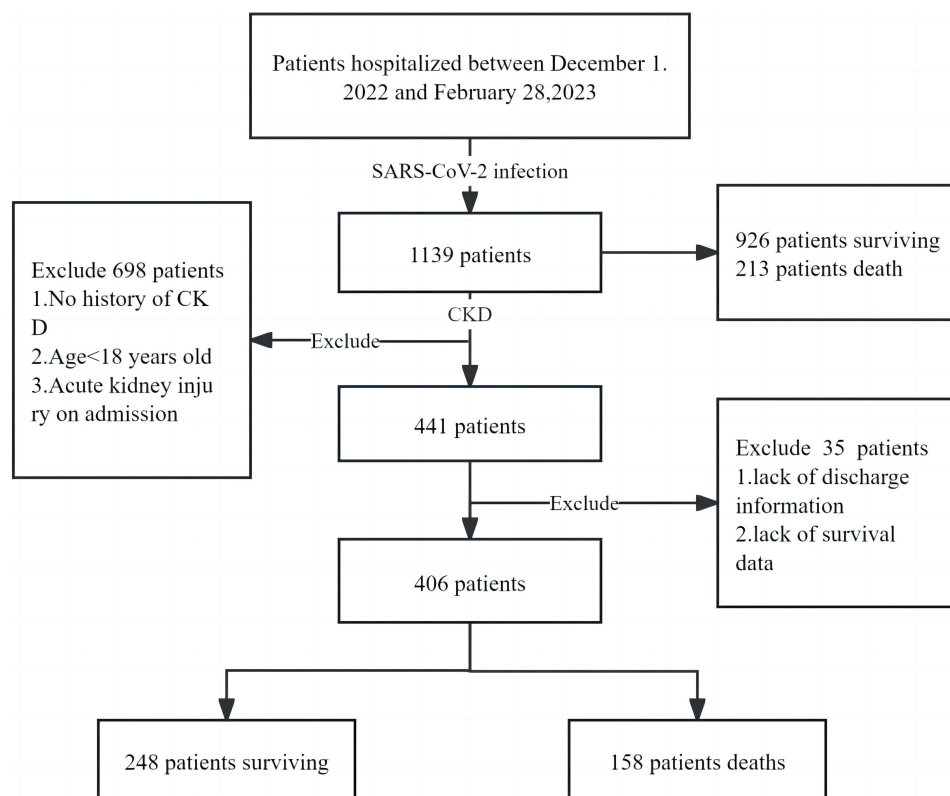 Patients hospitalized between December 1.
2022 and February 28,2023
SARS-CoV-2 infection
1139 patients
926 patients surviving
213 patients death
CKD
Exclude
Exclude 698 patients
1.No history of CK
D
2.Age<18 years old
3.Acute kidney inju
ry on admission
441 patients
Exclude
Exclude 35 patients
1.lack of discharge
information
2.lack of survival
data
406 patients
248 patients surviving
158 patients deaths